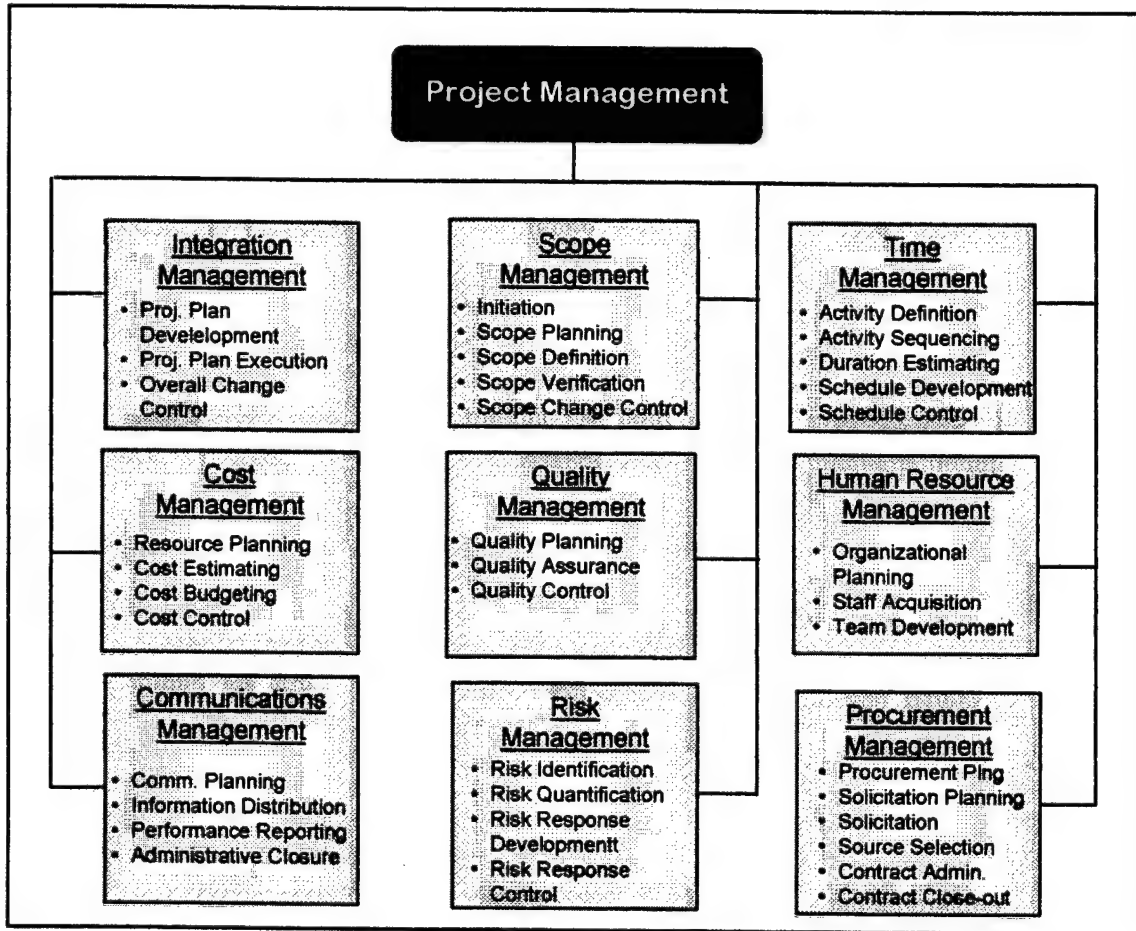 Project Management
Integration
Management
• Proj. Plan
Develelopment
• Proj. Plan Execution
• Overall Change
Control
Scope
Management
• Initiation
• Scope Planning
• Scope Definition
• Scope Verification
• Scope Change Control
Time
Management
• Activity Definition
• Activity Sequencing
• Duration Estimating
• Schedule Development
• Schedule Control
Cost
Management
• Resource Planning
• Cost Estimating
• Cost Budgeting
• Cost Control
Quality
Management
• Quality Planning
• Quality Assurance
• Quality Control
Human Resource
Management
• Organizational
Planning
• Staff Acquisition
• Team Development
Communications
Management
• Comm. Planning
• Information Distribution
• Performance Reporting
• Administrative Closure
Risk
Management
• Risk Identification
• Risk Quantification
• Risk Response
Developmentt
• Risk Response
Control
Procurement
Management
• Procurement Plng
• Solicitation Planning
• Solicitation
• Source Selection
• Contract Admin.
• Contract Close-out